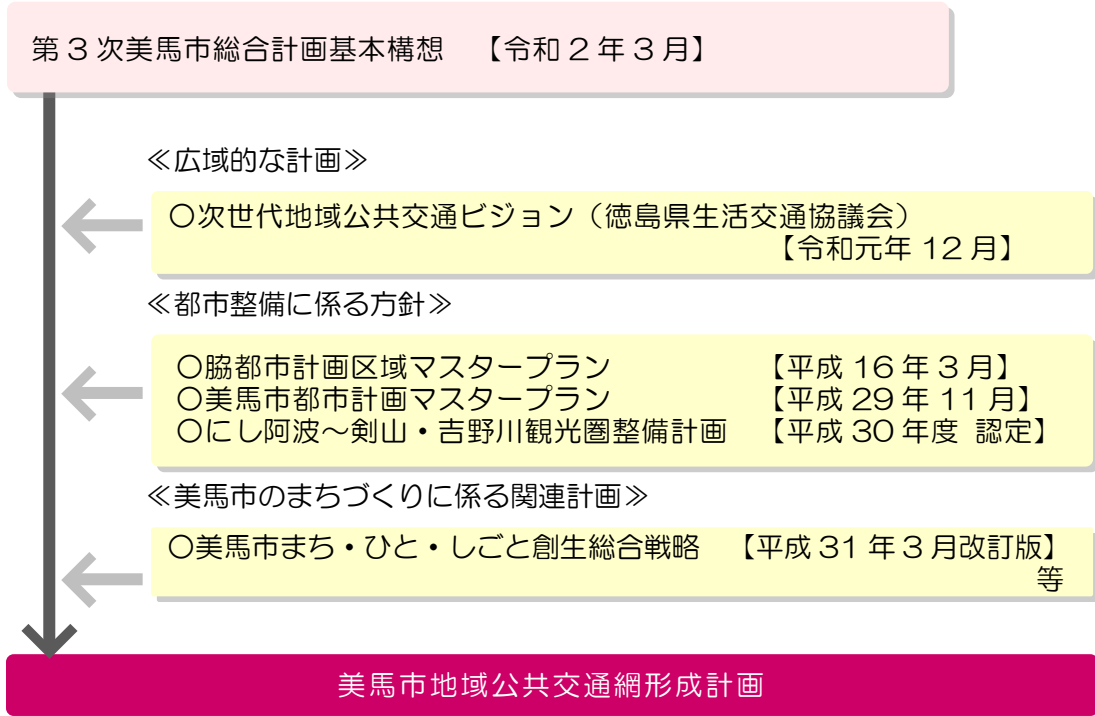 第3次美馬市総合計画基本構想　【令和2年3月】
≪広域的な計画≫
〇次世代地域公共交通ビジョン（徳島県生活交通協議会）
【令和元年 12 月】
≪都市整備に係る方針≫
〇脇都市計画区域マスタープラン　【平成 16 年 3 月】
〇美馬市都市計画マスタープラン　【平成 29 年 11 月】
〇にし阿波～剣山・吉野川観光圏整備計画　【平成 30 年度 認定】
≪美馬市のまちづくりに係る関連計画≫
〇美馬市まち・ひと・しごと創生総合戦略　【平成 31 年 3 月改訂版】
等
美馬市地域公共交通網形成計画